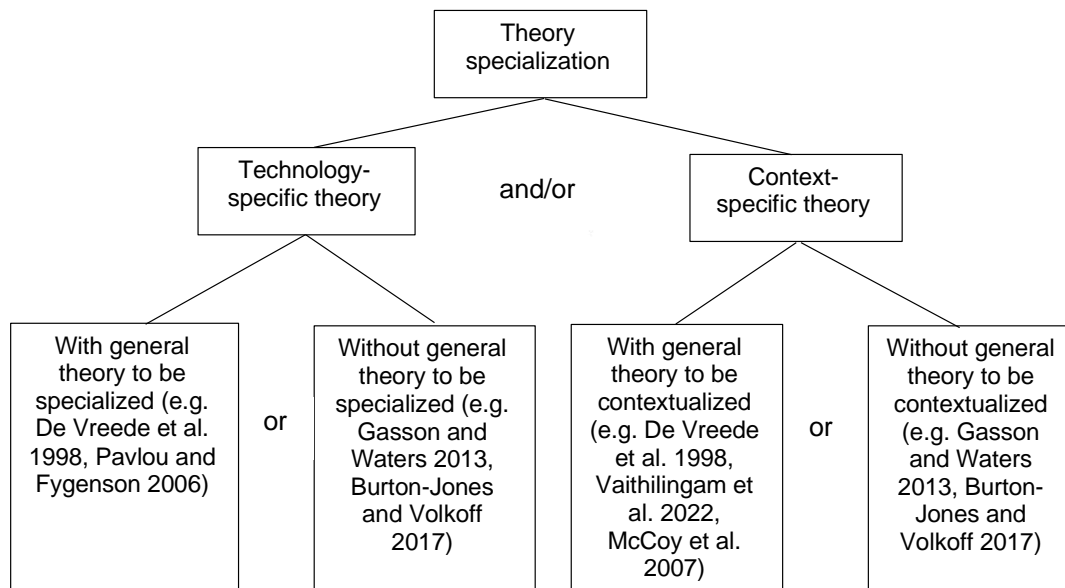 Theory
specialization
Technology-
specific theory
and/or
Context-
specific theory
With general
theory to be
specialized (e.g.
De Vreede et al.
1998, Pavlou and
Fygenson 2006)
or
Without general
theory to be
specialized (e.g.
Gasson and
Waters 2013,
Burton-Jones
and Volkoff
2017)
With general
theory to be
contextualized
(e.g. De Vreede
et al. 1998,
Vaithilingam et
al. 2022,
McCoy et al.
2007)
or
Without general
theory to be
contextualized
(e.g. Gasson
and Waters
2013, Burton-
Jones and
Volkoff 2017)